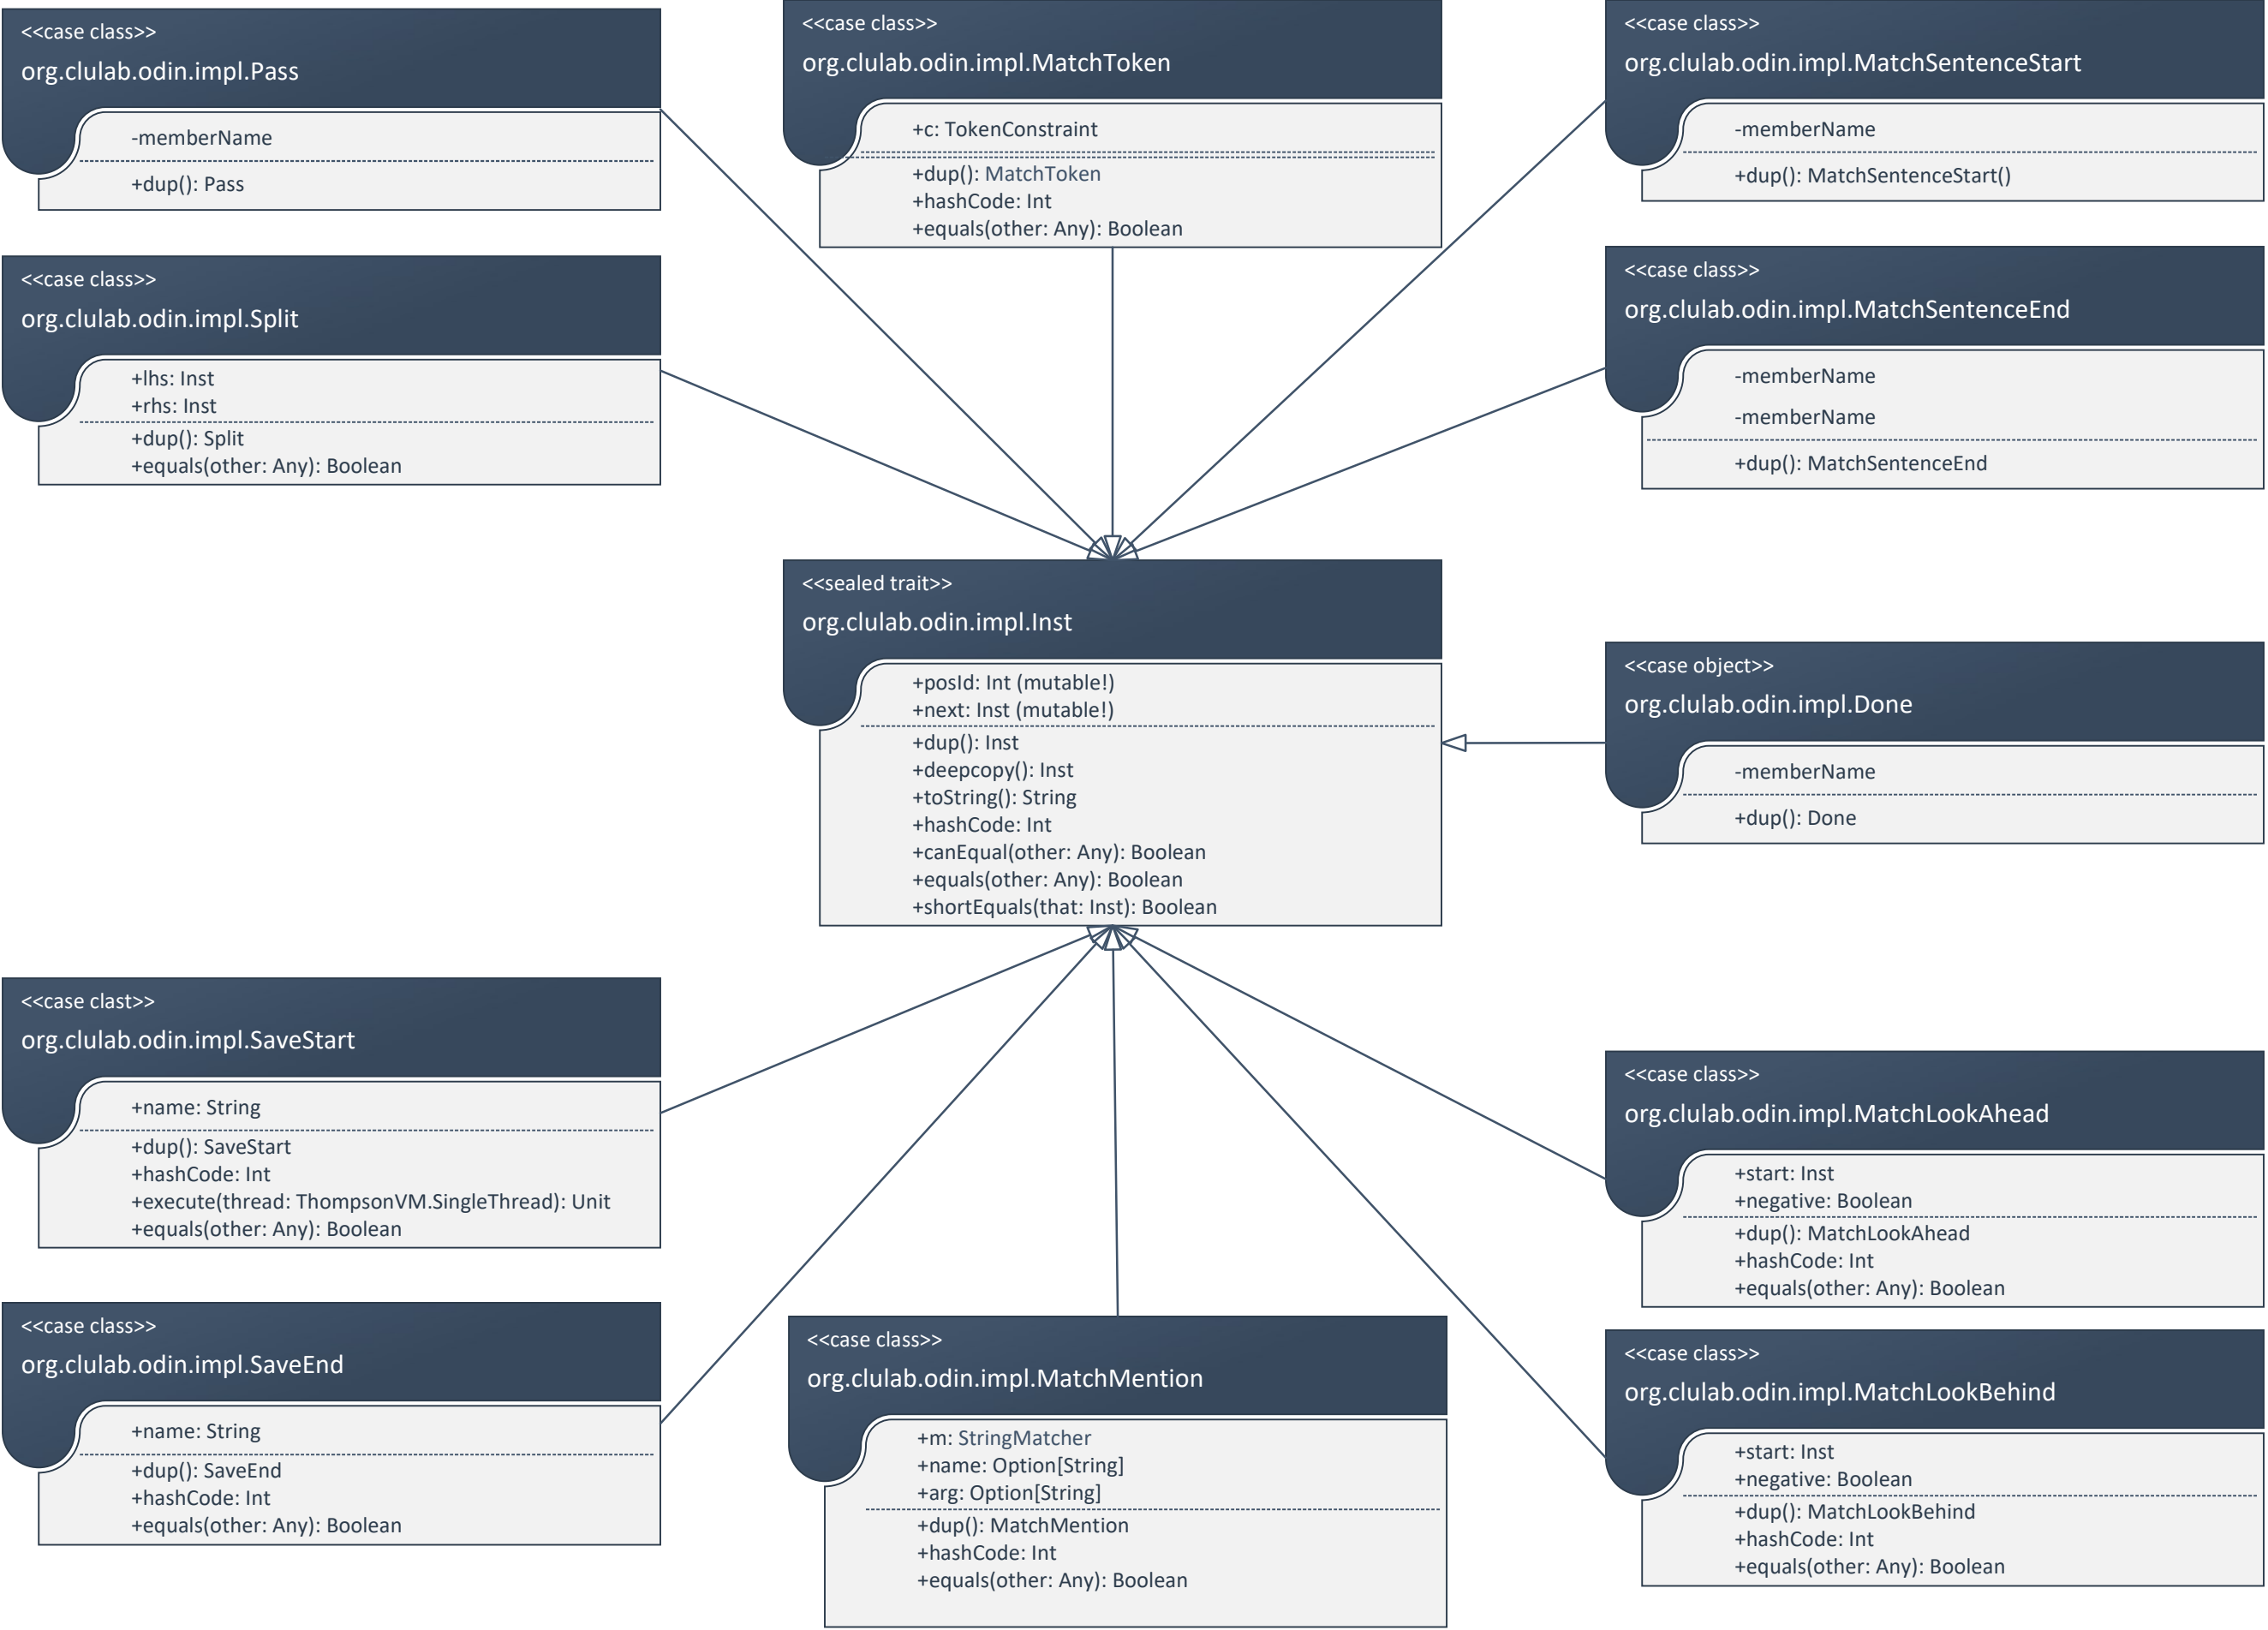 <<case class>>
org.clulab.odin.impl.Pass
-memberName
+dup(): Pass
<<case class>>
org.clulab.odin.impl.MatchToken
+c: TokenConstraint
+dup(): MatchToken
+hashCode: Int
+equals(other: Any): Boolean
<<case class>>
org.clulab.odin.impl.MatchSentenceStart
-memberName
+dup(): MatchSentenceStart()
<<case class>>
org.clulab.odin.impl.Split
+lhs: Inst
+rhs: Inst
+dup(): Split
+equals(other: Any): Boolean
<<case class>>
org.clulab.odin.impl.MatchSentenceEnd
-memberName
-memberName
+dup(): MatchSentenceEnd
<<sealed trait>>
org.clulab.odin.impl.Inst
+posId: Int (mutable!)
+next: Inst (mutable!)
+dup(): Inst
+deepcopy(): Inst
+toString(): String
+hashCode: Int
+canEqual(other: Any): Boolean
+equals(other: Any): Boolean
+shortEquals(that: Inst): Boolean
<<case object>>
org.clulab.odin.impl.Done
-memberName
+dup(): Done
<<case clast>>
org.clulab.odin.impl.SaveStart
+name: String
+dup(): SaveStart
+hashCode: Int
+execute(thread: ThompsonVM.SingleThread): Unit
+equals(other: Any): Boolean
<<case class>>
org.clulab.odin.impl.MatchLookAhead
+start: Inst
+negative: Boolean
+dup(): MatchLookAhead
+hashCode: Int
+equals(other: Any): Boolean
<<case class>>
org.clulab.odin.impl.SaveEnd
+name: String
+dup(): SaveEnd
+hashCode: Int
+equals(other: Any): Boolean
<<case class>>
org.clulab.odin.impl.MatchMention
+m: StringMatcher
+name: Option[String]
+arg: Option[String]
+dup(): MatchMention
+hashCode: Int
+equals(other: Any): Boolean
<<case class>>
org.clulab.odin.impl.MatchLookBehind
+start: Inst
+negative: Boolean
+dup(): MatchLookBehind
+hashCode: Int
+equals(other: Any): Boolean